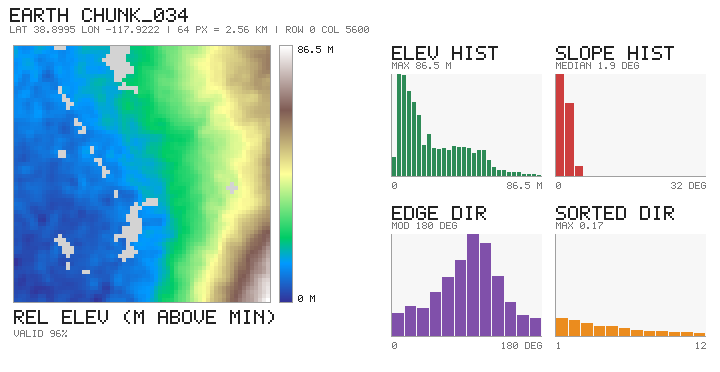 EARTH CHUNK_034
LAT 38.8995 LON -117.9222 | 64 PX = 2.56 KM | ROW 0 COL 5600
86.5 M
0 M
REL ELEV (M ABOVE MIN)
VALID 96%
ELEV HIST
MAX 86.5 M
0 86.5 M
SLOPE HIST
MEDIAN 1.9 DEG
0 32 DEG
EDGE DIR
MOD 180 DEG
0 180 DEG
SORTED DIR
MAX 0.17
1 12